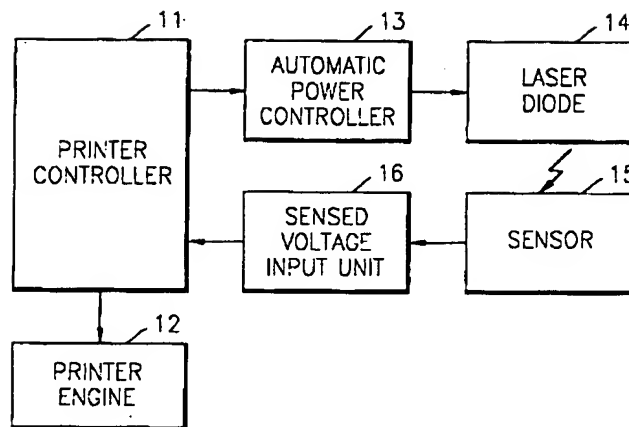 11
PRINTER
CONTROLLER
13
AUTOMATIC
POWER
CONTROLLER
14
LASER
DIODE
16
SENSED
VOLTAGE
INPUT UNIT
15
SENSOR
12
PRINTER
ENGINE